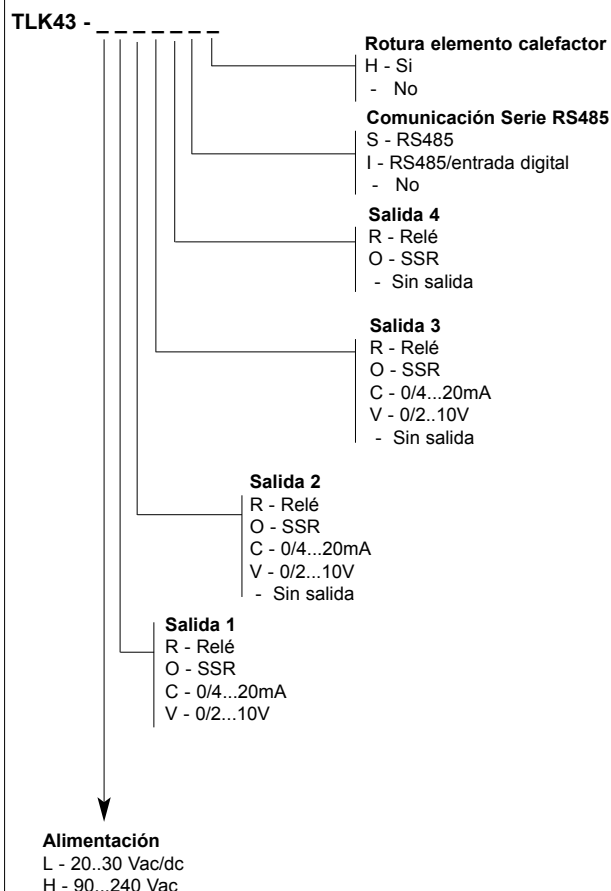 TLK43 - _ _ _ _ _ _ _
Rotura elemento calefactor
H - Si
- No
Comunicación Serie RS485
S - RS485
I - RS485/entrada digital
- No
Salida 4
R - Relé
O - SSR
- Sin salida
Salida 3
R - Relé
O - SSR
C - 0/4...20mA
V - 0/2..10V
- Sin salida
Salida 2
R - Relé
O - SSR
C - 0/4...20mA
V - 0/2...10V
- Sin salida
Salida 1
R - Relé
O - SSR
C - 0/4...20mA
V - 0/2...10V
Alimentación
L - 20..30 Vac/dc
H - 90...240 Vac